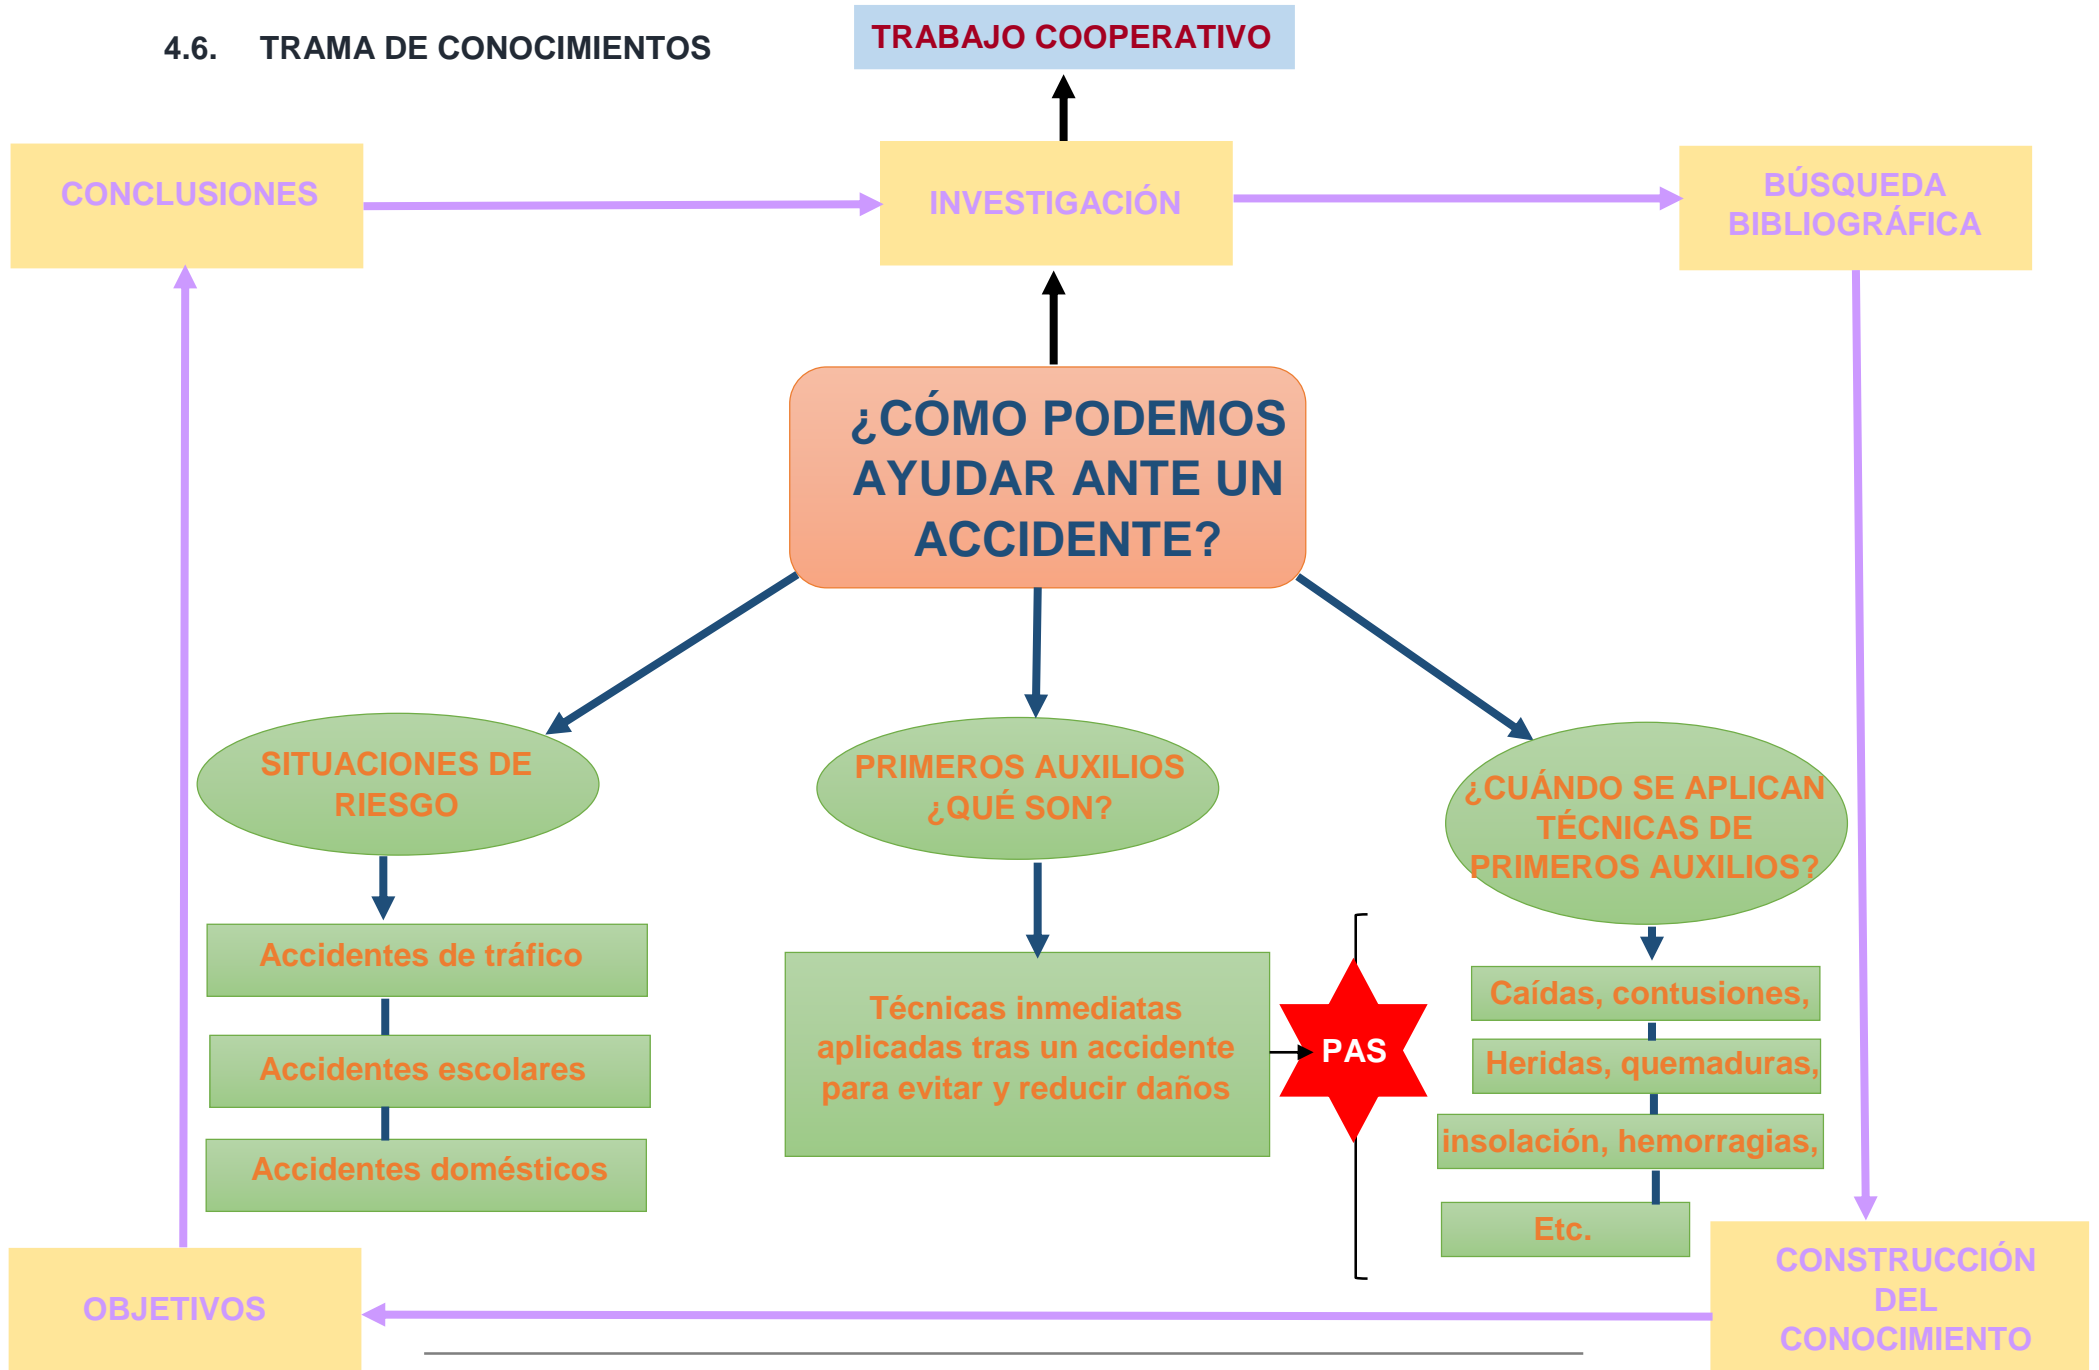 4.6. TRAMA DE CONOCIMIENTOS
TRABAJO COOPERATIVO
CONCLUSIONES
INVESTIGACIÓN
BÚSQUEDA
BIBLIOGRÁFICA
¿CÓMO PODEMOS
AYUDAR ANTE UN
ACCIDENTE?
SITUACIONES DE
RIESGO
PRIMEROS AUXILIOS
¿QUÉ SON?
¿CUÁNDO SE APLICAN
TÉCNICAS DE
PRIMEROS AUXILIOS?
Accidentes de tráfico
Accidentes escolares
Accidentes domésticos
Técnicas inmediatas
aplicadas tras un accidente
para evitar y reducir daños
PAS
Caídas, contusiones,
Heridas, quemaduras,
insolación, hemorragias,
Etc.
OBJETIVOS
CONSTRUCCIÓN
DEL
CONOCIMIENTO